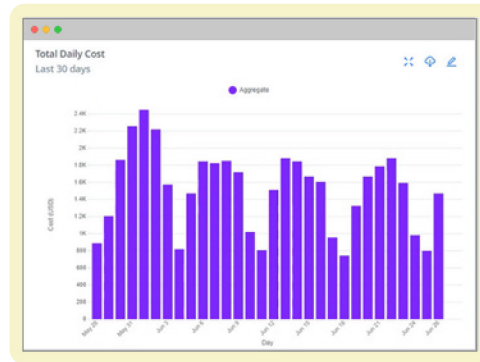 Total Daily Cost
Last 30 days
Aggregate
2.4K
2.2K
2K
1.8K
1.6K
1.4K
1.2K
1K
800
600
400
200
0
Cost (USD)
May 28
May 31
Jun 3
Jun 6
Jun 9
Jun 12
Jun 15
Jun 18
Jun 21
Jun 24
Jun 26
Day